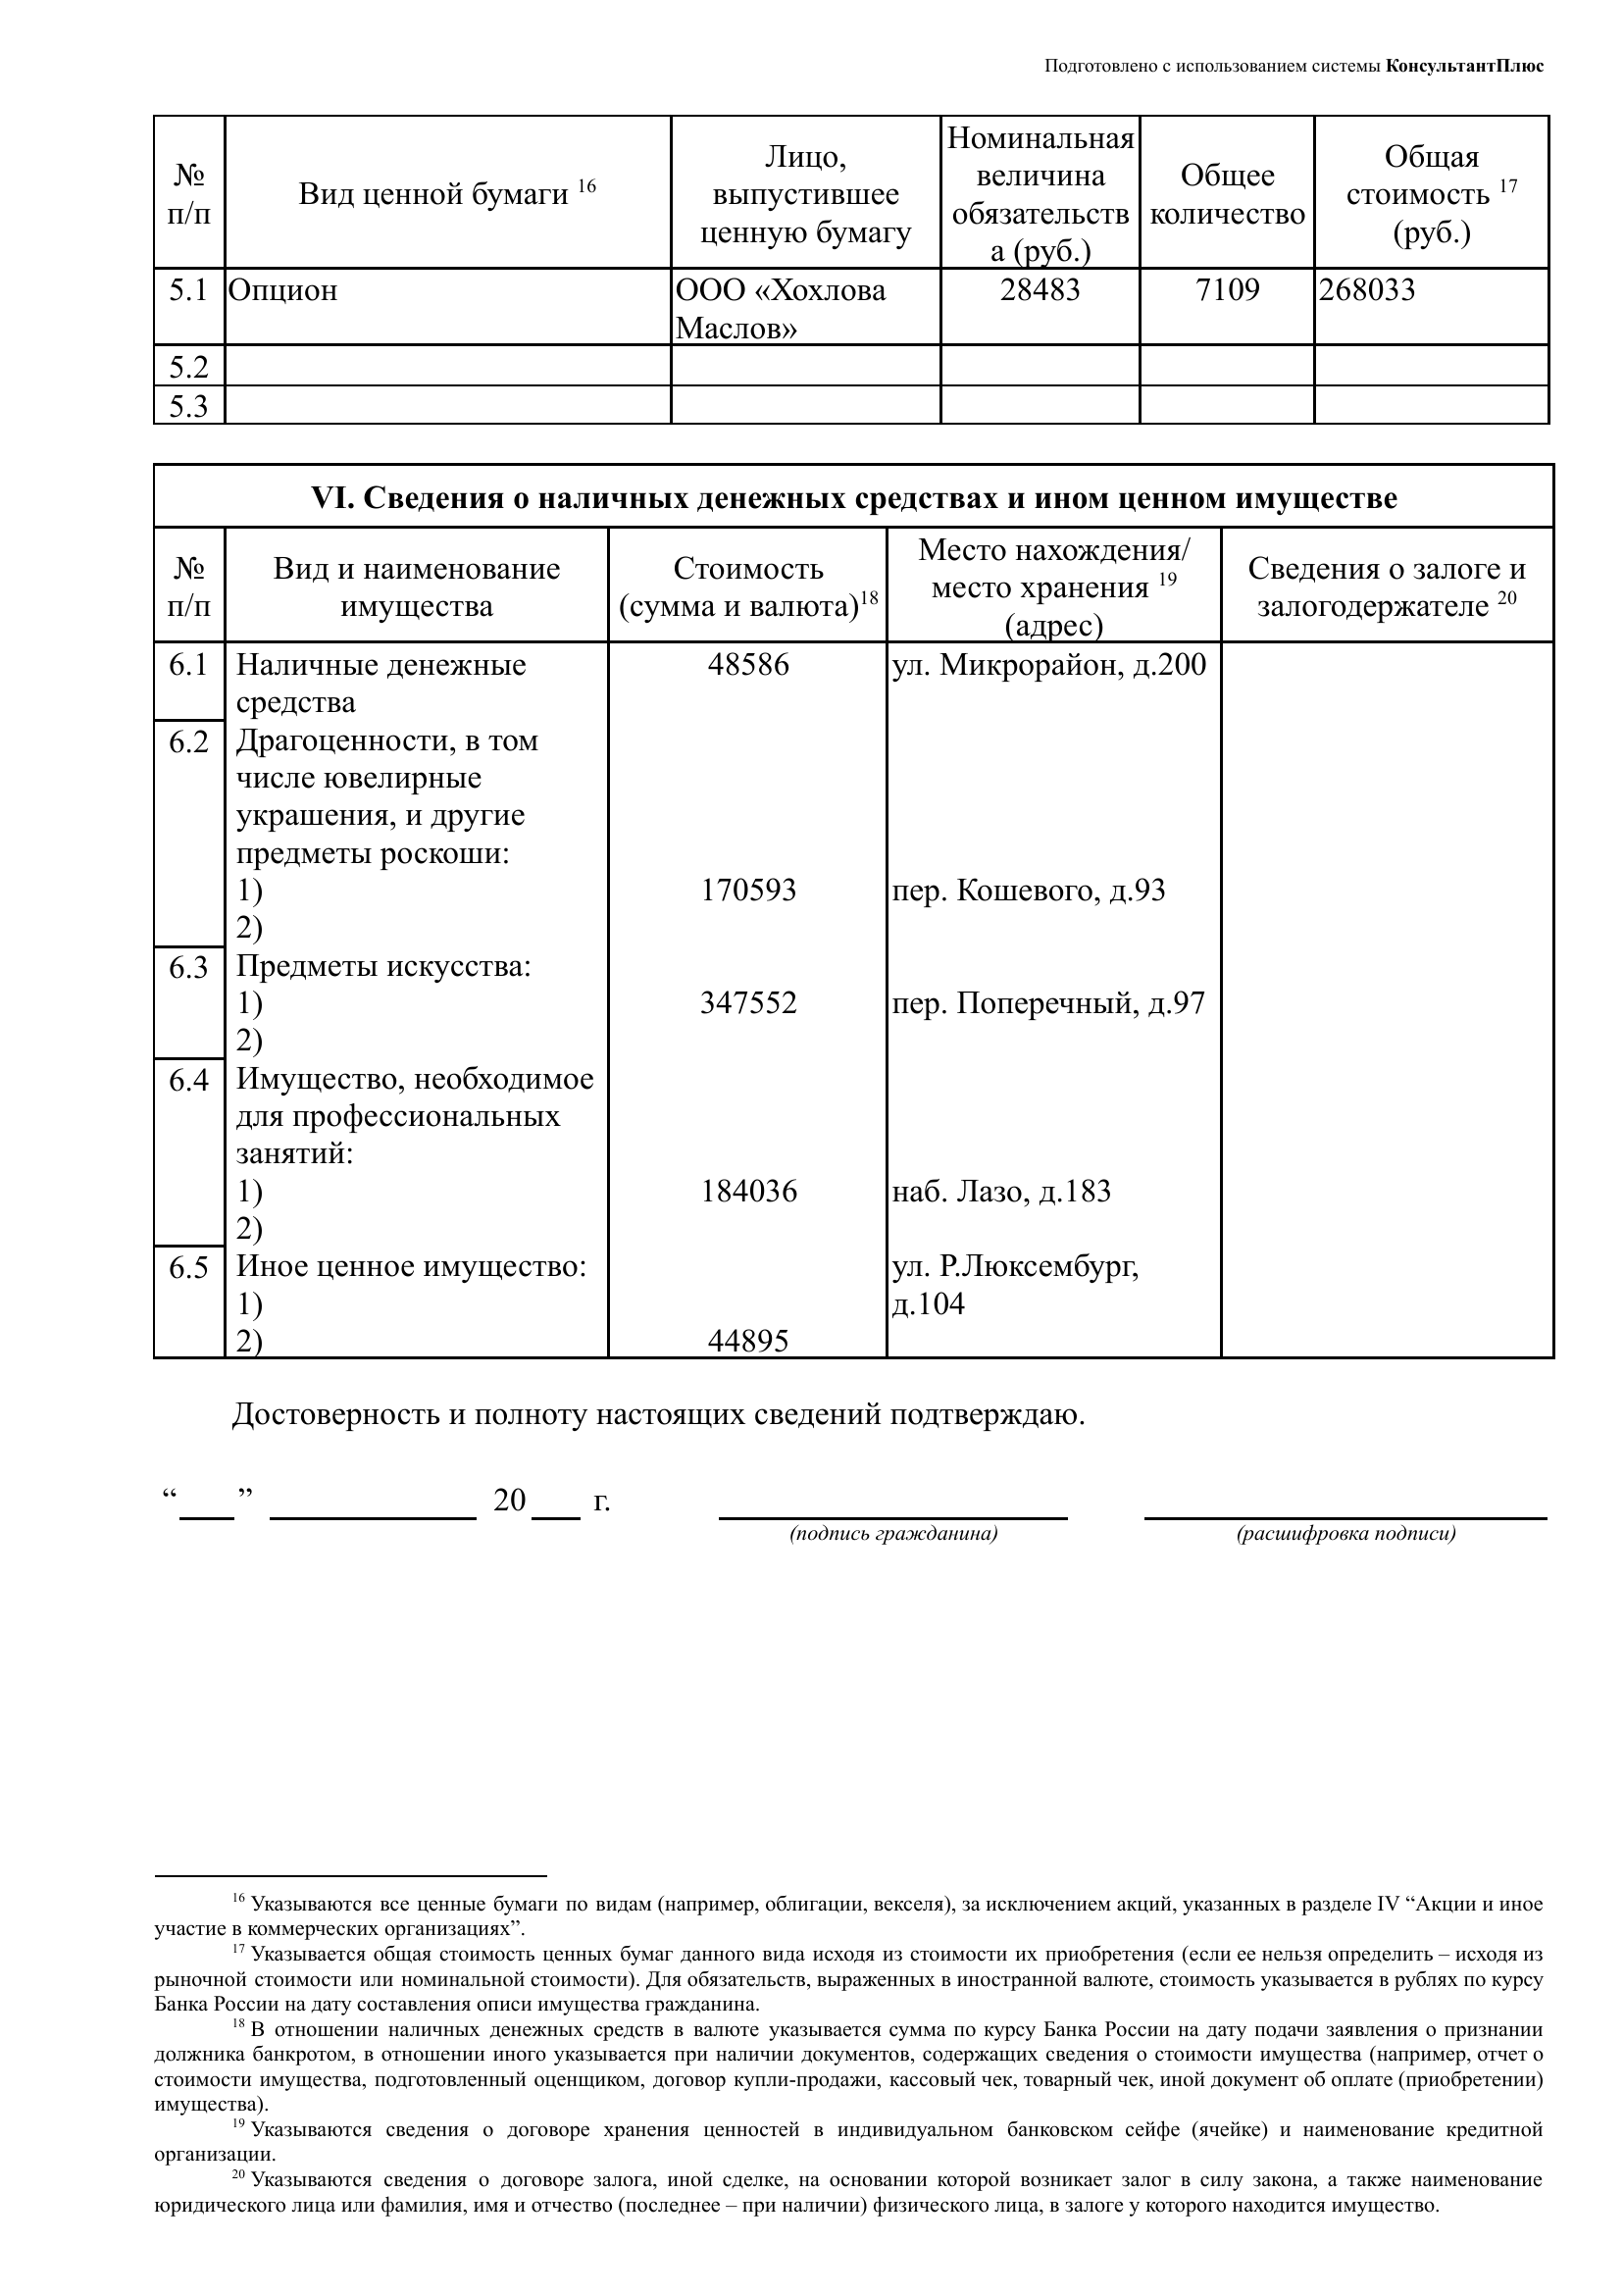 Подготовлено с использованием системы КонсультантПлюс
№ п/п
Вид ценной бумаги 16
Лицо, выпустившее ценную бумагу
Номинальная величина обязательств а (руб.)
Общее количество
Общая стоимость 17 (руб.)
5.1 Опцион ООО «Хохлова Маслов» 28483 7109 268033
5.2
5.3
VI. Сведения о наличных денежных средствах и ином ценном имуществе
№ п/п
Вид и наименование имущества
Стоимость (сумма и валюта)18
Место нахождения/ место хранения 19 (адрес)
Сведения о залоге и залогодержателе 20
6.1 Наличные денежные 48586 ул. Микрорайон, д.200
средства
6.2 Драгоценности, в том
числе ювелирные
украшения, и другие
предметы роскоши:
1) 170593 пер. Кошевого, д.93
2)
6.3 Предметы искусства:
1) 347552 пер. Поперечный, д.97
2)
6.4 Имущество, необходимое
для профессиональных
занятий:
1) 184036 наб. Лазо, д.183
2)
6.5 Иное ценное имущество: ул. Р.Люксембург,
1) д.104
2) 44895
Достоверность и полноту настоящих сведений подтверждаю.
“ ” 20 г.
(подпись гражданина) (расшифровка подписи)
16 Указываются все ценные бумаги по видам (например, облигации, векселя), за исключением акций, указанных в разделе IV “Акции и иное
участие в коммерческих организациях”.
17 Указывается общая стоимость ценных бумаг данного вида исходя из стоимости их приобретения (если ее нельзя определить – исходя из
рыночной стоимости или номинальной стоимости). Для обязательств, выраженных в иностранной валюте, стоимость указывается в рублях по курсу
Банка России на дату составления описи имущества гражданина.
18 В отношении наличных денежных средств в валюте указывается сумма по курсу Банка России на дату подачи заявления о признании
должника банкротом, в отношении иного указывается при наличии документов, содержащих сведения о стоимости имущества (например, отчет о
стоимости имущества, подготовленный оценщиком, договор купли-продажи, кассовый чек, товарный чек, иной документ об оплате (приобретении)
имущества).
19 Указываются сведения о договоре хранения ценностей в индивидуальном банковском сейфе (ячейке) и наименование кредитной
организации.
20 Указываются сведения о договоре залога, иной сделке, на основании которой возникает залог в силу закона, а также наименование
юридического лица или фамилия, имя и отчество (последнее – при наличии) физического лица, в залоге у которого находится имущество.